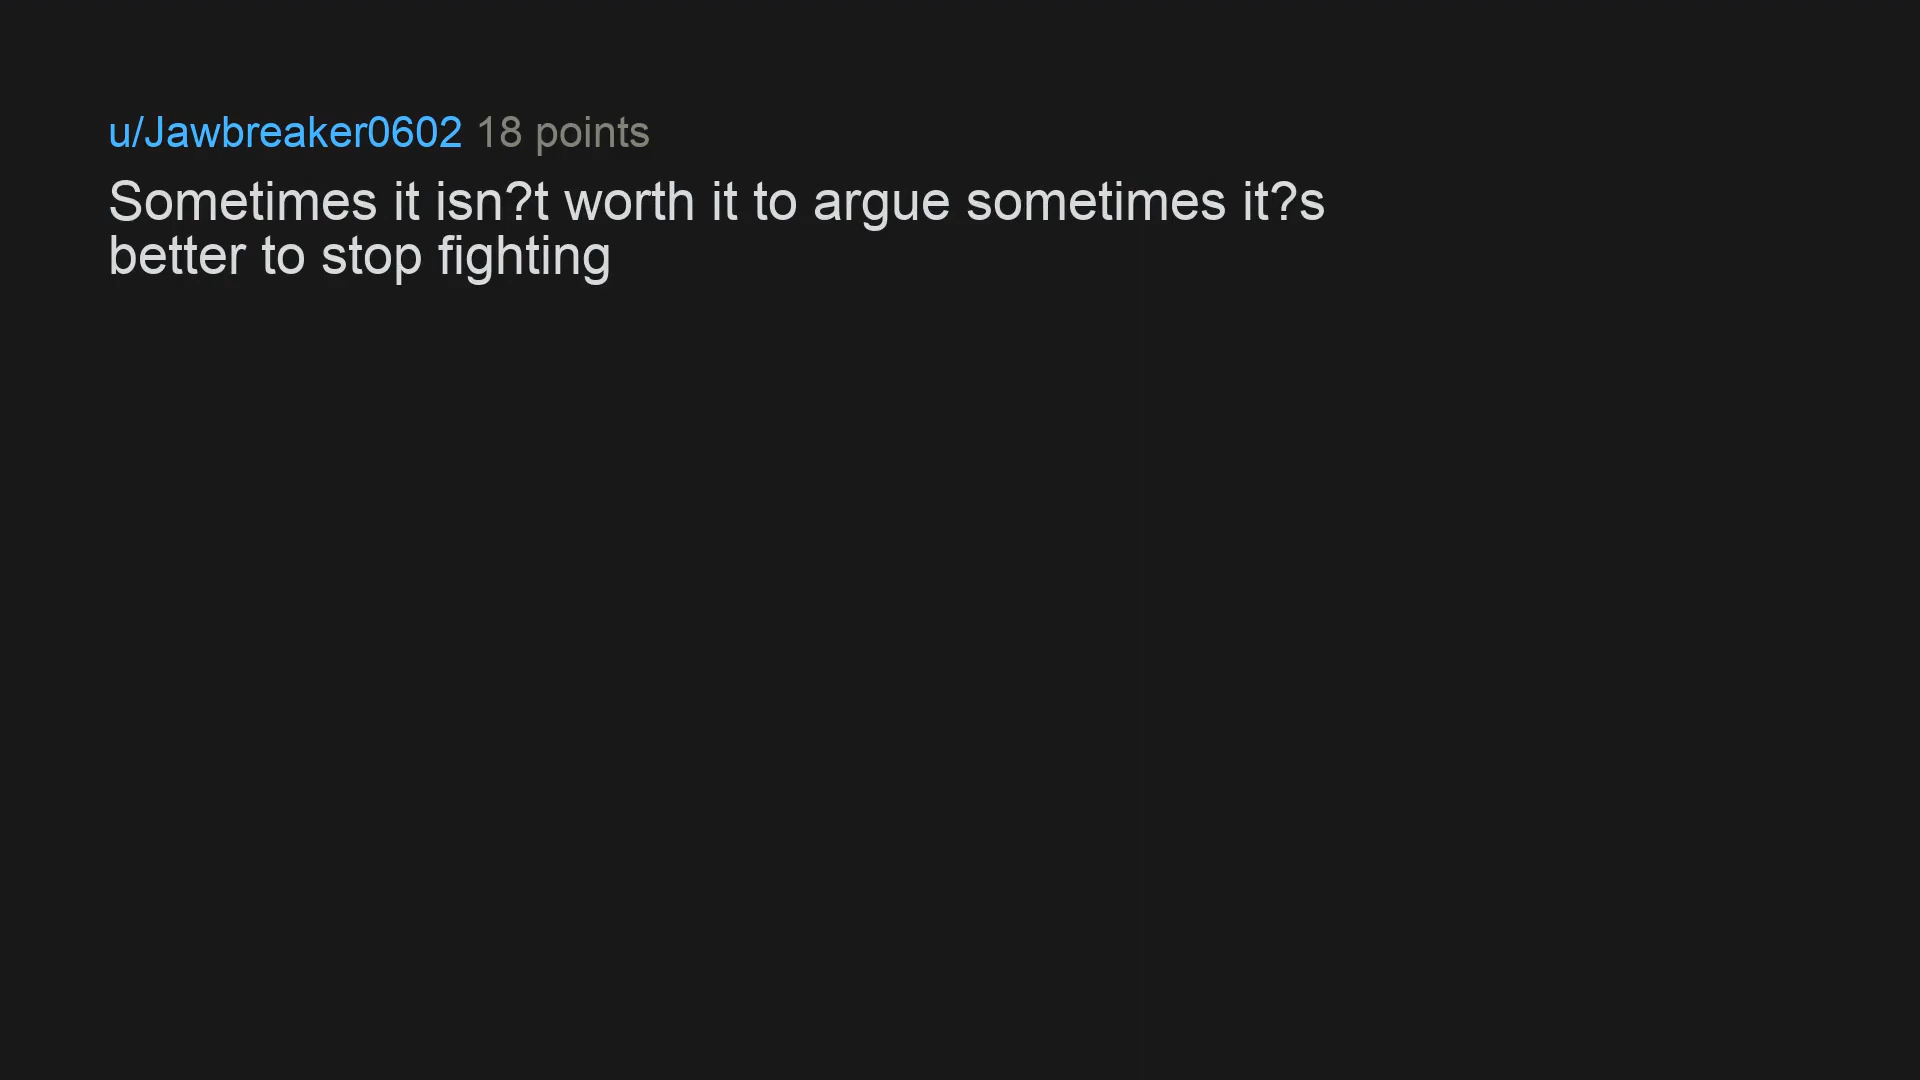 u/Jawbreaker0602 18 points
Sometimes it isn?t worth it to argue sometimes it?s
better to stop fighting